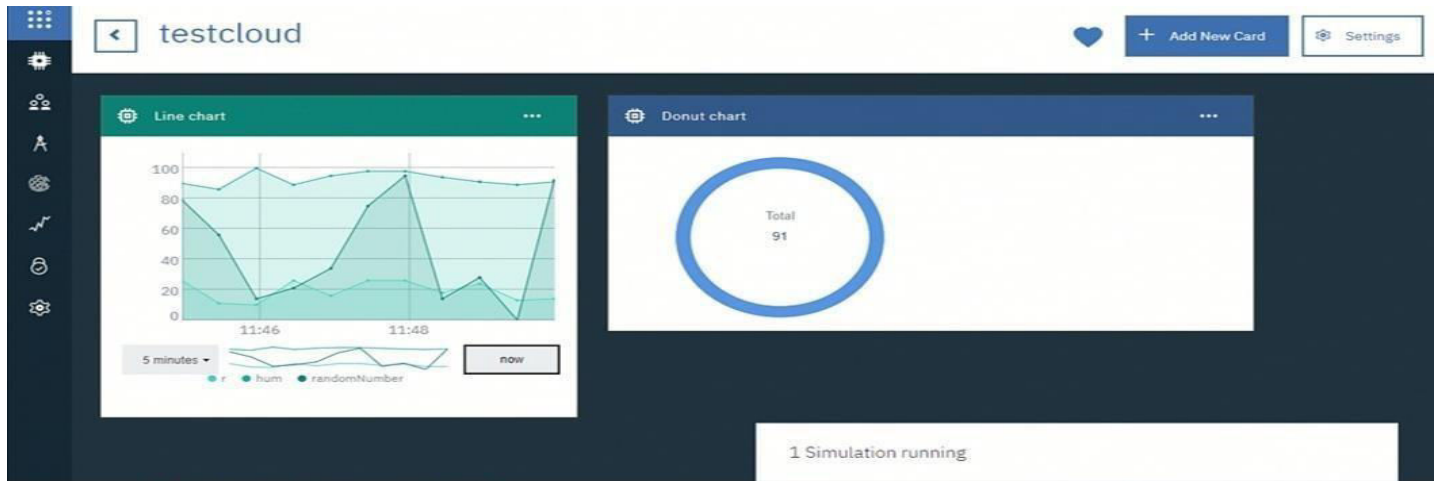 testcloud
+ Add New Card
Settings
Line chart
...
Donut chart
...
100
80
60
40
20
0
11:46
11:48
5 minutes
now
r
hum
randomNumber
Total
91
1 Simulation running